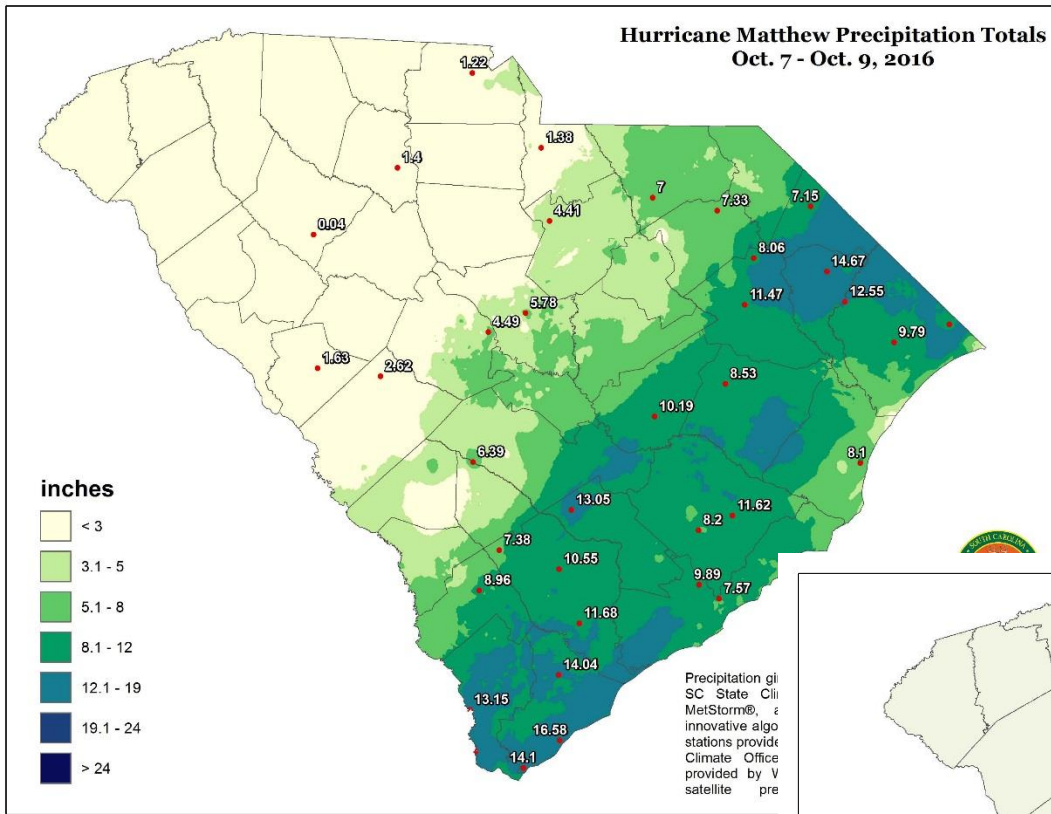 Hurricane Matthew Precipitation Totals
Oct. 7 - Oct. 9, 2016
1.22
1.38
1.4
7
7.33
7.15
4.41
0.04
8.06
14.67
5.78
11.47
12.55
4.49
9.79
1.63
2.62
8.53
10.19
6.39
8.1
13.05
11.62
8.2
7.38
10.55
8.96
9.89
7.57
11.68
14.04
13.15
16.58
14.1
inches
< 3
3.1 - 5
5.1 - 8
8.1 - 12
12.1 - 19
19.1 - 24
> 24
SOUTH CAROLINA
Precipitation
SC State
MetStorm®,
innovative
stations
Climate Office
provided by
satellite